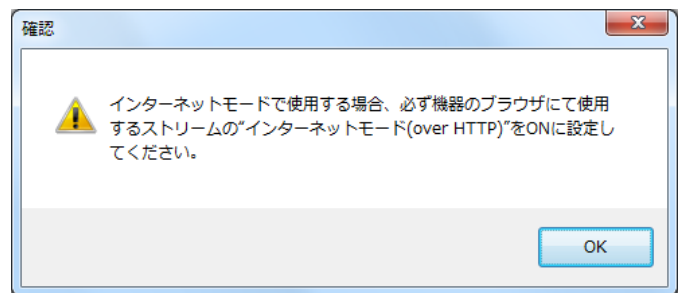 確認
インターネットモードで使用する場合、必ず機器のブラウザにて使用
するストリームの“インターネットモード(over HTTP)”をONに設定し
てください。
OK